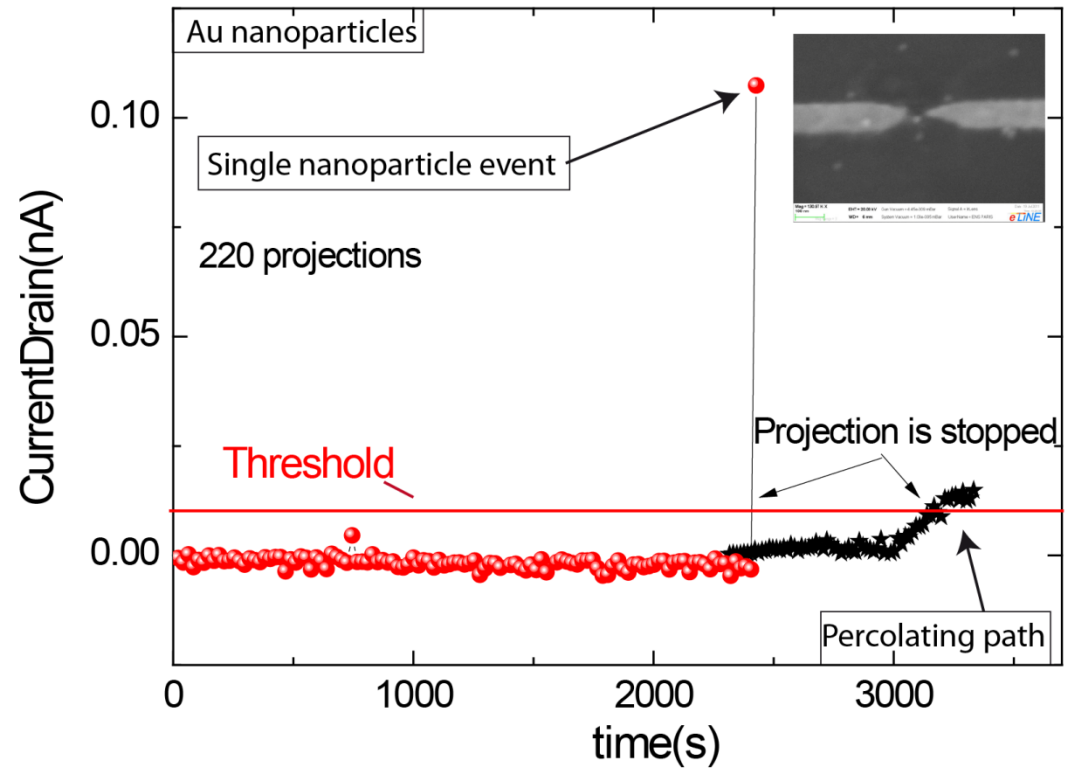 Au nanoparticles
0.10
Single nanoparticle event
220 projections
0.05
CurrentDrain(nA)
Projection is stopped
Threshold
0.00
Percolating path
0 1000 2000 3000
time(s)
eLiNE